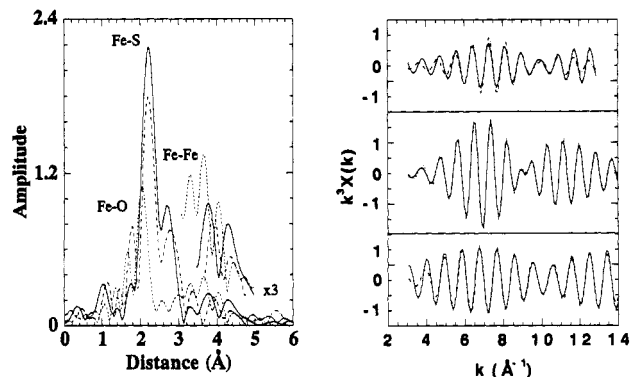 2.4
1.2
0
Amplitude
Fe-S
Fe-Fe
Fe-O
x3
0 1 2 3 4 5 6
Distance (Å)
1
0
-1
1
0
-1
1
0
-1
k³X(k)
2 4 6 8 10 12 14
k (Å⁻¹)